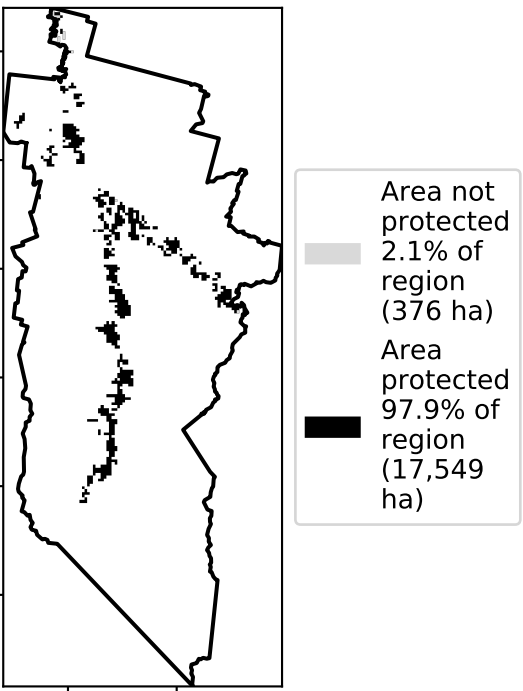 Area not
protected
2.1% of
region
(376 ha)
Area
protected
97.9% of
region
(17,549
ha)